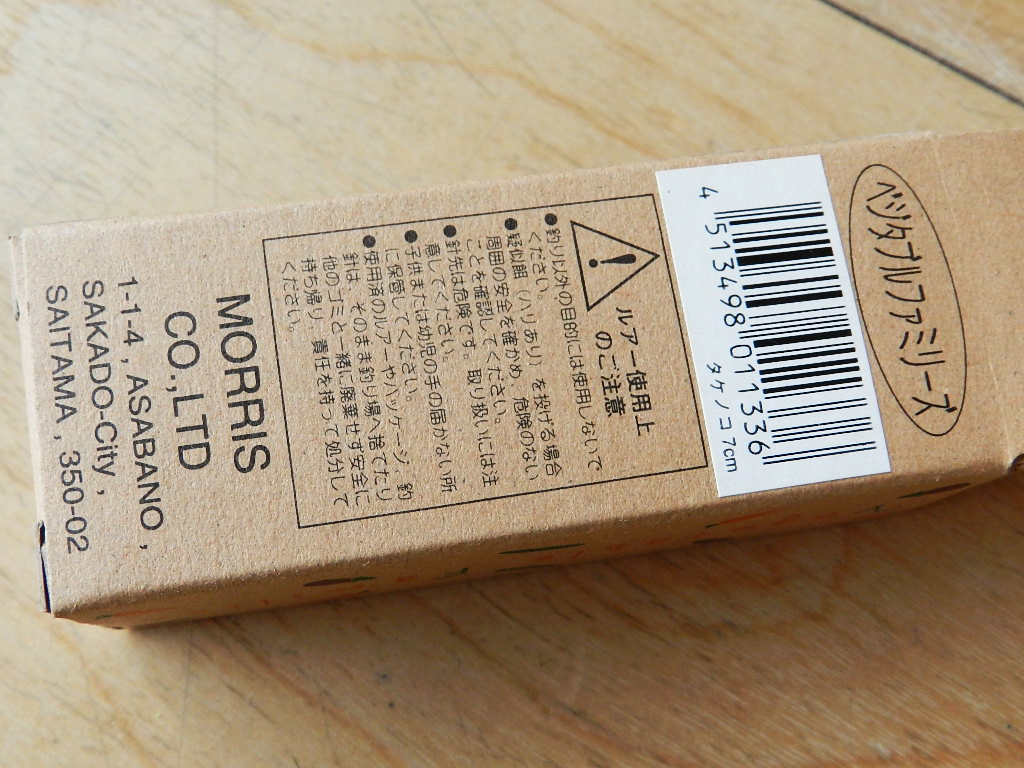 ベジタブルファミリーズ
4 513498 011336
タケノコ 7cm
ルアー使用上
のご注意
●釣り以外の目的には使用しないで
ください。
●疑似餌(ハリあり)を投げる場合、
周囲の安全を確かめ、危険のない
ことを確認してください。
●針先は危険です。取り扱いには注
意してください。
●子供または幼児の手の届かない所
に保管してください。
●使用済のルアーやパッケージ、釣
針は、そのまま釣り場へ捨てたり
他のゴミと一緒に廃棄せず安全に
持ち帰り、責任を持って処分して
ください。
MORRIS
CO.,LTD
1-1-4 , ASABANO ,
SAKADO-City ,
SAITAMA , 350-02